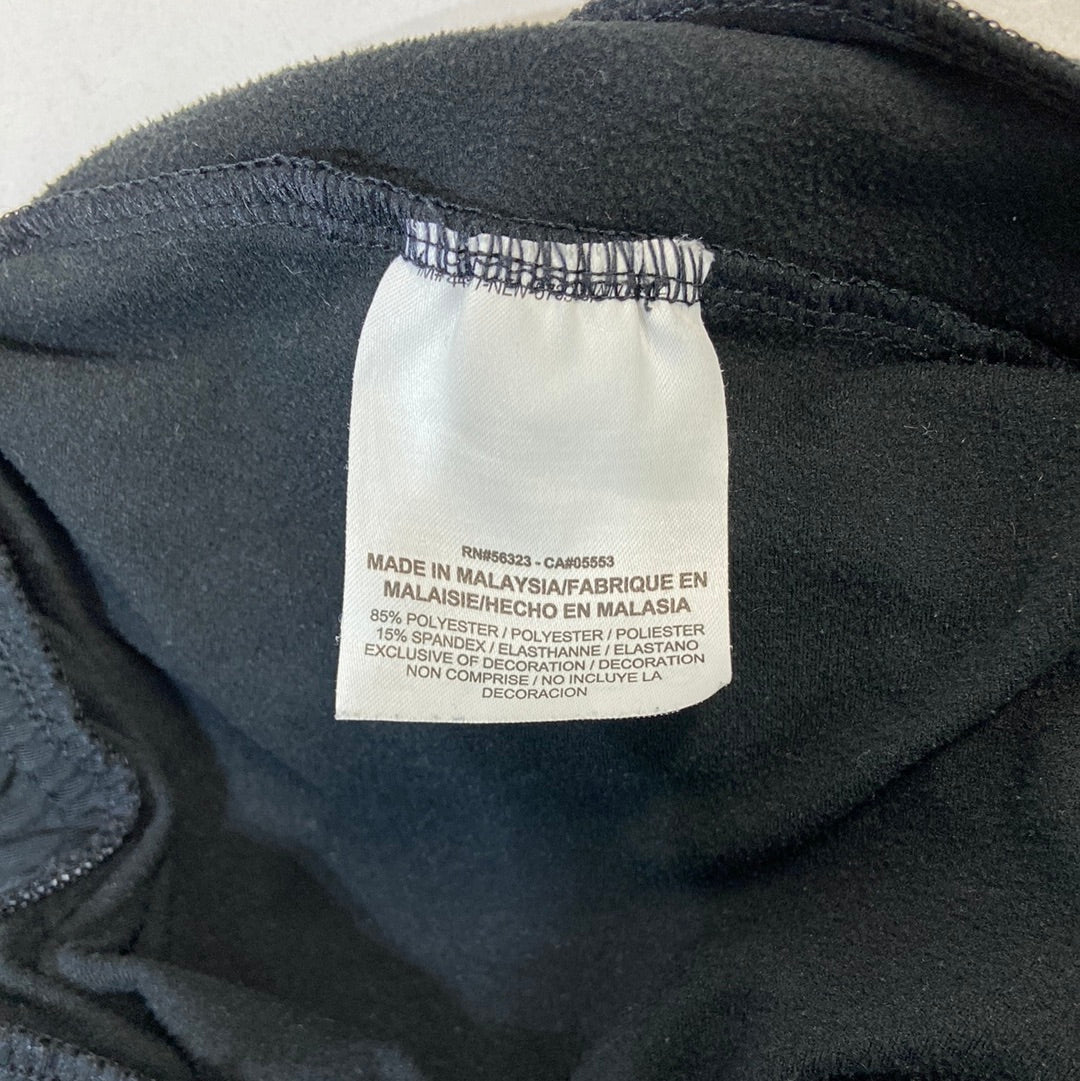 RN#56323 - CA#05553
MADE IN MALAYSIA/FABRIQUE EN
MALAISIE/HECHO EN MALASIA
85% POLYESTER / POLYESTER / POLIESTER
15% SPANDEX / ELASTHANNE / ELASTANO
EXCLUSIVE OF DECORATION / DECORATION
NON COMPRISE / NO INCLUYE LA
DECORACION